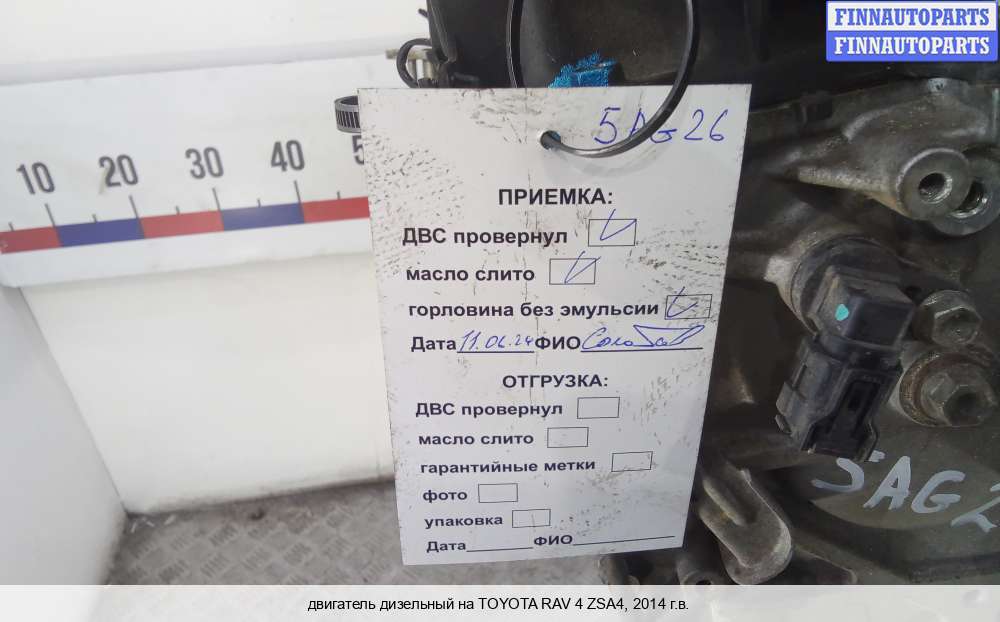 FINNAUTOPARTS
FINNAUTOPARTS
5AG26
10 20 30 40 5
ПРИЕМКА:
ДВС провернул
масло слито
горловина без эмульсии
Дата 11.06.24 ФИО
ОТГРУЗКА:
ДВС провернул
масло слито
гарантийные метки
фото
упаковка
Дата ФИО
5AG2
двигатель дизельный на TOYOTA RAV 4 ZSA4, 2014 г.в.